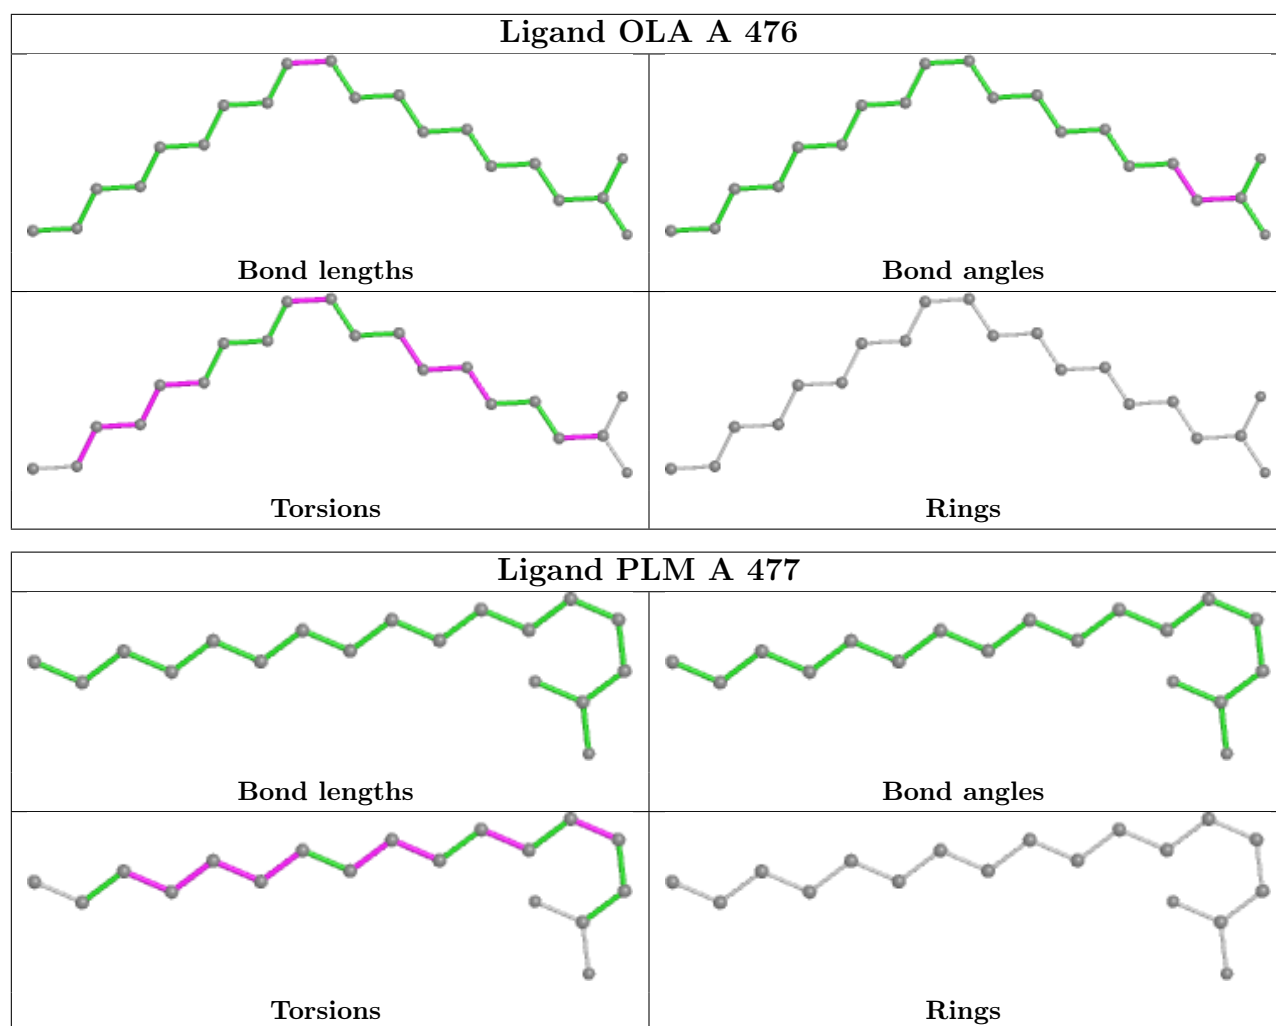 Ligand OLA A 476
Bond lengths
Bond angles
Torsions
Rings
Ligand PLM A 477
Bond lengths
Bond angles
Torsions
Rings